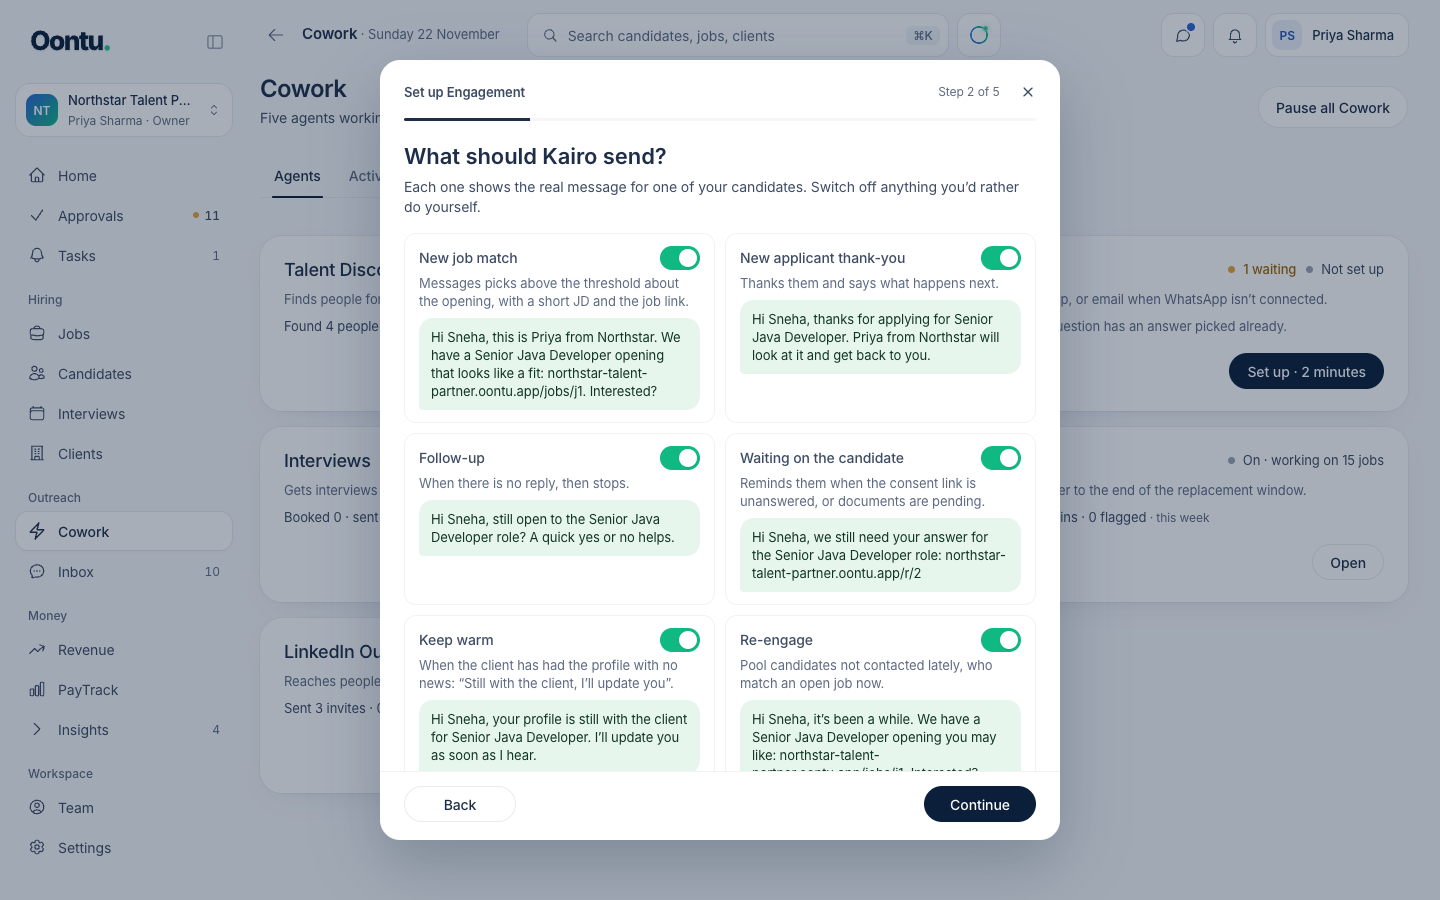 Oontu.
NT
Northstar Talent P...
Priya Sharma · Owner
Home
Approvals
11
Tasks
1
Hiring
Jobs
Candidates
Interviews
Clients
Outreach
Cowork
Inbox
10
Money
Revenue
PayTrack
Insights
4
Workspace
Team
Settings
Cowork · Sunday 22 November
Search candidates, jobs, clients
⌘K
PS
Priya Sharma
Cowork
Five agents workin
Pause all Cowork
Agents
Activ
Talent Disco
Finds people for
Found 4 people
1 waiting
Not set up
p, or email when WhatsApp isn’t connected.
uestion has an answer picked already.
Set up · 2 minutes
Interviews
Gets interviews
Booked 0 · sent
On · working on 15 jobs
er to the end of the replacement window.
ins · 0 flagged · this week
Open
LinkedIn Ou
Reaches people
Sent 3 invites ·
Set up Engagement
Step 2 of 5
What should Kairo send?
Each one shows the real message for one of your candidates. Switch off anything you’d rather
do yourself.
New job match
Messages picks above the threshold about
the opening, with a short JD and the job link.
Hi Sneha, this is Priya from Northstar. We
have a Senior Java Developer opening
that looks like a fit: northstar-talent-
partner.oontu.app/jobs/j1. Interested?
New applicant thank-you
Thanks them and says what happens next.
Hi Sneha, thanks for applying for Senior
Java Developer. Priya from Northstar will
look at it and get back to you.
Follow-up
When there is no reply, then stops.
Hi Sneha, still open to the Senior Java
Developer role? A quick yes or no helps.
Waiting on the candidate
Reminds them when the consent link is
unanswered, or documents are pending.
Hi Sneha, we still need your answer for
the Senior Java Developer role: northstar-
talent-partner.oontu.app/r/2
Keep warm
When the client has had the profile with no
news: “Still with the client, I’ll update you”.
Hi Sneha, your profile is still with the client
for Senior Java Developer. I’ll update you
as soon as I hear.
Re-engage
Pool candidates not contacted lately, who
match an open job now.
Hi Sneha, it’s been a while. We have a
Senior Java Developer opening you may
like: northstar-talent-
partner.oontu.app/jobs/j1. Interested?
Back
Continue